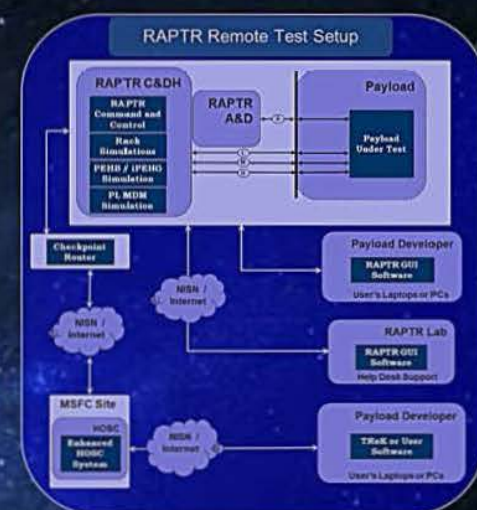 RAPTR Remote Test Setup
RAPTR C&DH
RAPTR
Command and
Control
Rack
Simulations
PEHB / iPEHG
Simulation
PL MDM
Simulation
RAPTR
A&D
Payload
Payload
Under Test
Checkpoint
Router
NISN /
Internet
NISN /
Internet
Payload Developer
RAPTR GUI
Software
User's Laptops or PCs
RAPTR Lab
RAPTR GUI
Software
Help Desk Support
MSFC Site
HOSC
Enhanced
HOSC
System
NISN /
Internet
Payload Developer
TReK or User
Software
User's Laptops or PCs